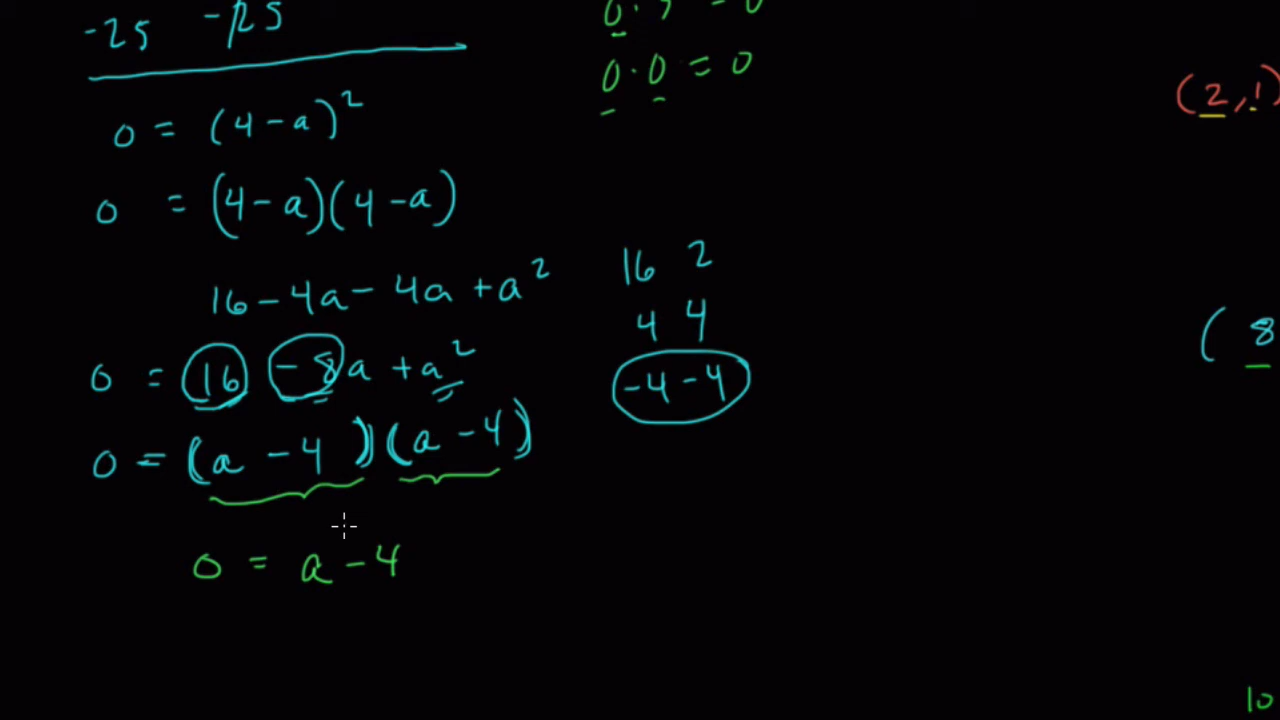 -25 -25
0 = (4-a)²
0 = (4-a)(4-a)
16-4a-4a+a²
0 = 16 -8a +a²
0 = (a-4)(a-4)
0 = a-4
0·0 = 0
16 2
4 4
-4 -4
(2,1)
( 8
10